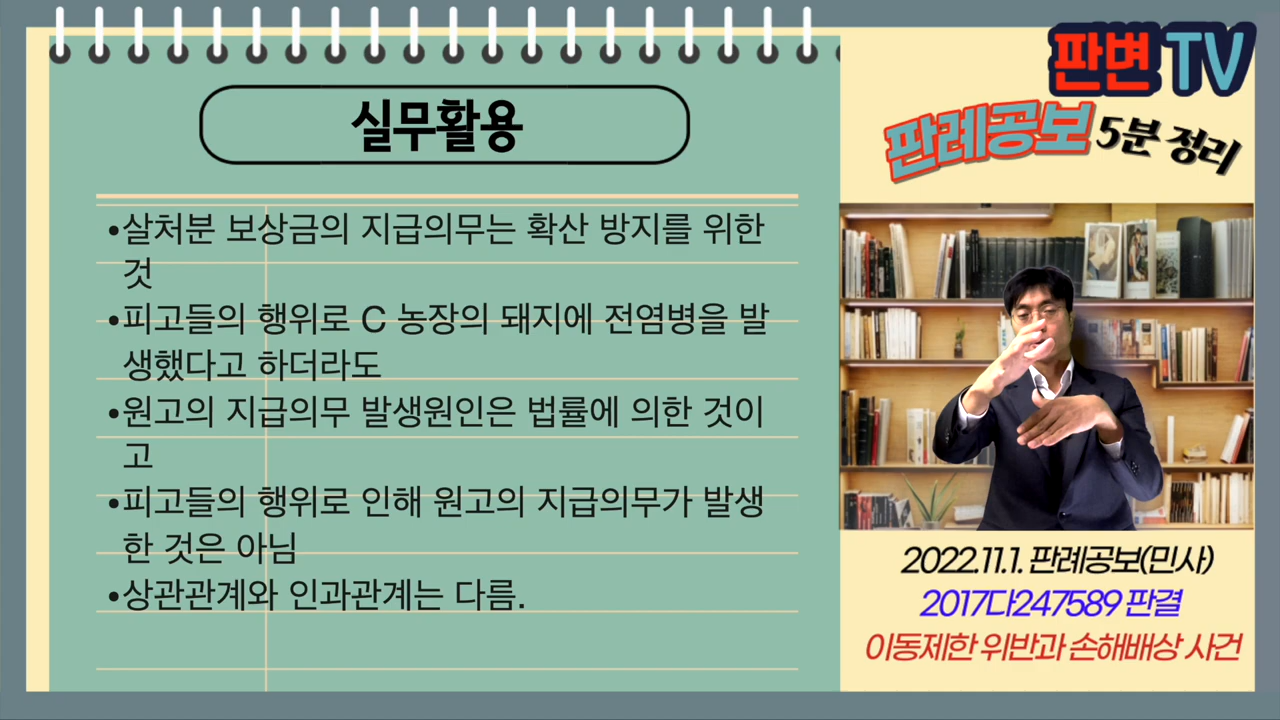 실무활용
•살처분 보상금의 지급의무는 확산 방지를 위한
것
•피고들의 행위로 C 농장의 돼지에 전염병을 발
생했다고 하더라도
•원고의 지급의무 발생원인은 법률에 의한 것이
고
•피고들의 행위로 인해 원고의 지급의무가 발생
한 것은 아님
•상관관계와 인과관계는 다름.
판변 TV
판례공보 5분 정리
2022.11.1. 판례공보(민사)
2017다247589 판결
이동제한 위반과 손해배상 사건